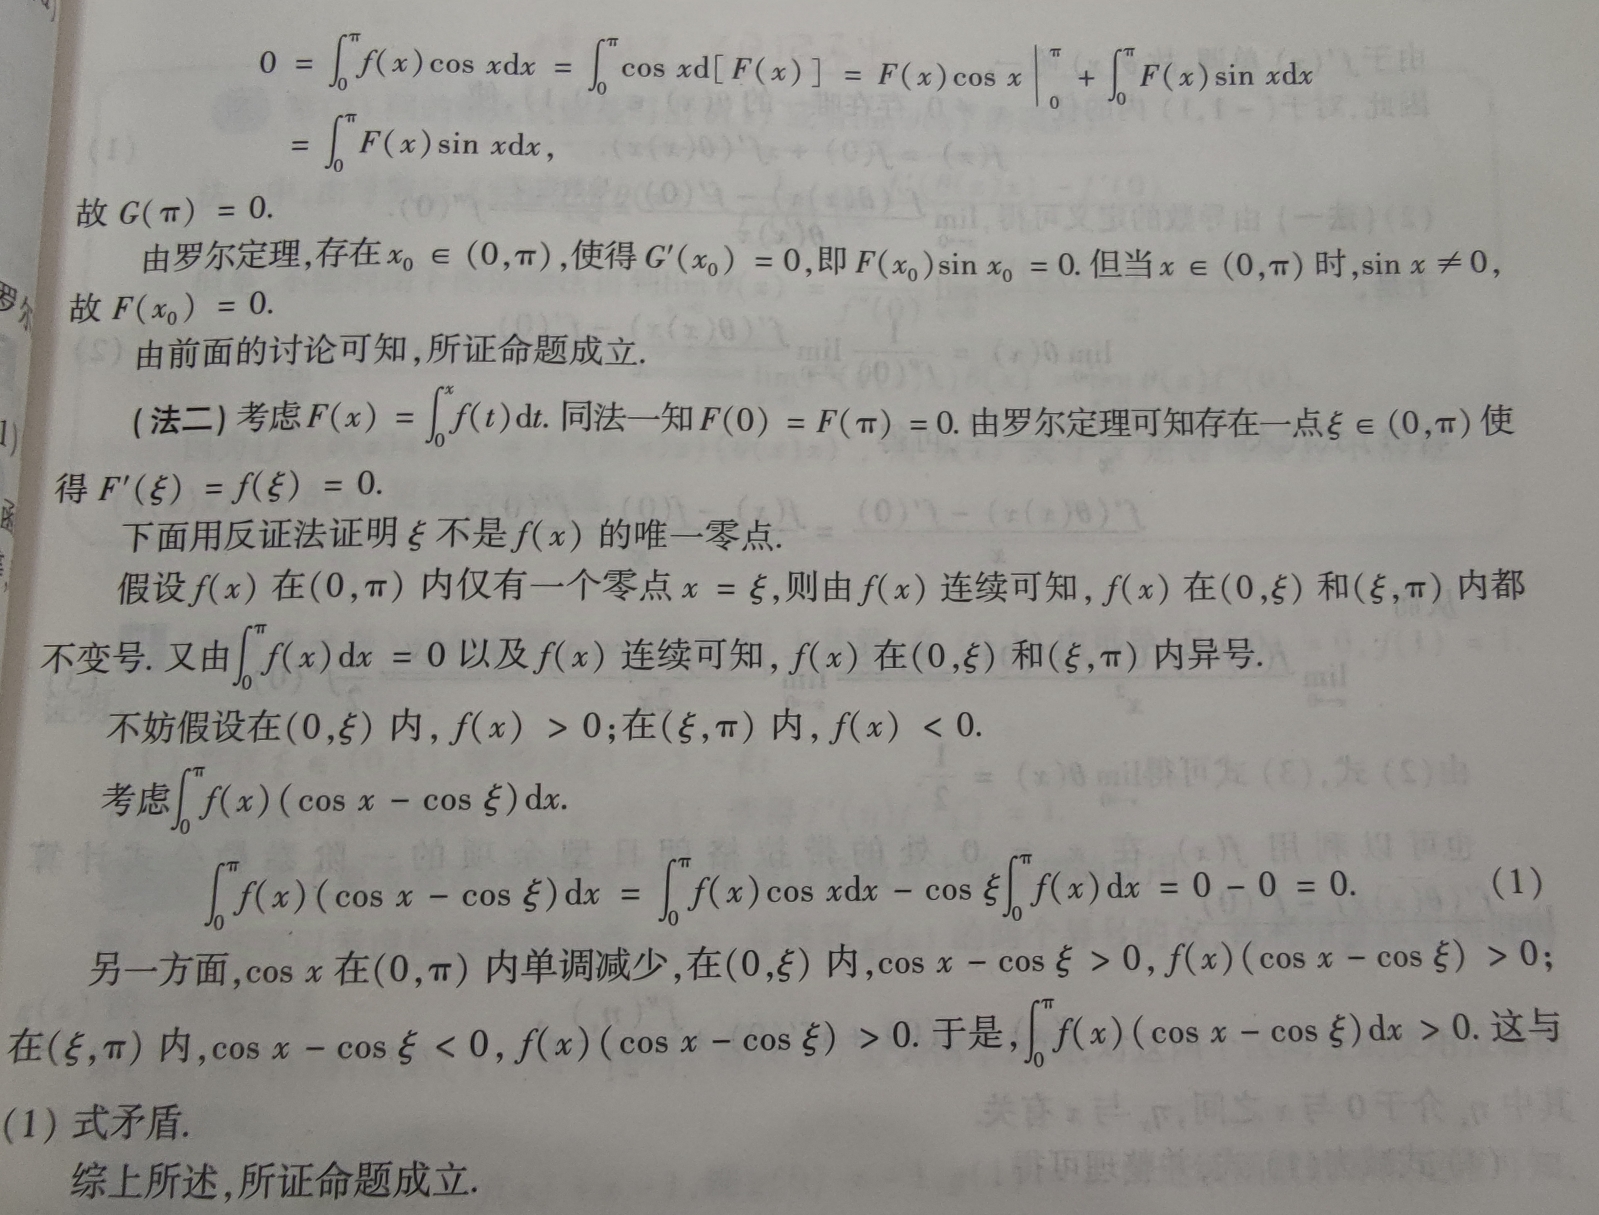 0 = ∫₀^π f(x)cos xdx = ∫₀^π cos xd[F(x)] = F(x)cos x |₀^π + ∫₀^π F(x)sin xdx
= ∫₀^π F(x)sin xdx,
故 G(π) = 0.
由罗尔定理,存在 x₀ ∈ (0,π),使得 G′(x₀) = 0,即 F(x₀)sin x₀ = 0. 但当 x ∈ (0,π) 时,sin x ≠ 0,
故 F(x₀) = 0.
由前面的讨论可知,所证命题成立.
(法二) 考虑 F(x) = ∫₀^x f(t)dt. 同法一知 F(0) = F(π) = 0. 由罗尔定理可知存在一点 ξ ∈ (0,π) 使
得 F′(ξ) = f(ξ) = 0.
下面用反证法证明 ξ 不是 f(x) 的唯一零点.
假设 f(x) 在(0,π) 内仅有一个零点 x = ξ,则由 f(x) 连续可知, f(x) 在(0,ξ) 和(ξ,π) 内都
不变号. 又由 ∫₀^π f(x)dx = 0 以及 f(x) 连续可知, f(x) 在(0,ξ) 和(ξ,π) 内异号.
不妨假设在(0,ξ) 内, f(x) > 0;在(ξ,π) 内, f(x) < 0.
考虑 ∫₀^π f(x)(cos x − cos ξ)dx.
∫₀^π f(x)(cos x − cos ξ)dx = ∫₀^π f(x)cos xdx − cos ξ∫₀^π f(x)dx = 0 − 0 = 0. (1)
另一方面,cos x 在(0,π) 内单调减少,在(0,ξ) 内,cos x − cos ξ > 0, f(x)(cos x − cos ξ) > 0;
在(ξ,π) 内,cos x − cos ξ < 0, f(x)(cos x − cos ξ) > 0. 于是, ∫₀^π f(x)(cos x − cos ξ)dx > 0. 这与
(1) 式矛盾.
综上所述,所证命题成立.